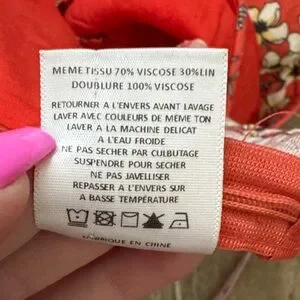 MEME TISSU 70% VISCOSE 30%LIN
DOUBLURE 100% VISCOSE
RETOURNER A L'ENVERS AVANT LAVAGE
LAVER AVEC COULEURS DE MÊME TON
LAVER A LA MACHINE DELICAT
A L'EAU FROIDE
NE PAS SECHER PAR CULBUTAGE
SUSPENDRE POUR SECHER
NE PAS JAVELLISER
REPASSER A L'ENVERS SUR
A BASSE TEMPÉRATURE
FABRIQUE EN CHINE